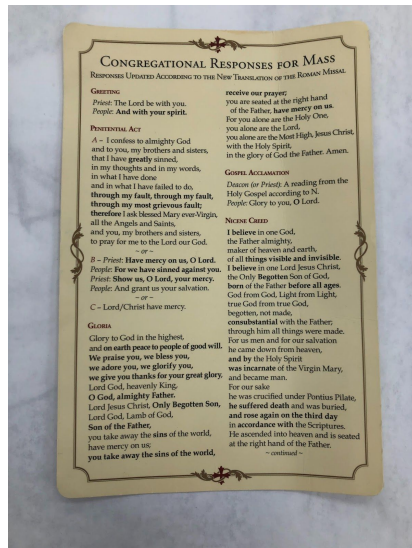 Congregational Responses for Mass
Responses Updated According to the New Translation of the Roman Missal
Greeting
Priest: The Lord be with you.
People: And with your spirit.
Penitential Act
A – I confess to almighty God
and to you, my brothers and sisters,
that I have greatly sinned,
in my thoughts and in my words,
in what I have done
and in what I have failed to do,
through my fault, through my fault,
through my most grievous fault;
therefore I ask blessed Mary ever-Virgin,
all the Angels and Saints,
and you, my brothers and sisters,
to pray for me to the Lord our God.
~ or ~
B – Priest: Have mercy on us, O Lord.
People: For we have sinned against you.
Priest: Show us, O Lord, your mercy.
People: And grant us your salvation.
~ or ~
C – Lord/Christ have mercy.
Gloria
Glory to God in the highest,
and on earth peace to people of good will.
We praise you, we bless you,
we adore you, we glorify you,
we give you thanks for your great glory,
Lord God, heavenly King,
O God, almighty Father.
Lord Jesus Christ, Only Begotten Son,
Lord God, Lamb of God,
Son of the Father,
you take away the sins of the world,
have mercy on us;
you take away the sins of the world,
receive our prayer;
you are seated at the right hand
of the Father, have mercy on us.
For you alone are the Holy One,
you alone are the Lord,
you alone are the Most High, Jesus Christ,
with the Holy Spirit,
in the glory of God the Father. Amen.
Gospel Acclamation
Deacon (or Priest): A reading from the
Holy Gospel according to N.
People: Glory to you, O Lord.
Nicene Creed
I believe in one God,
the Father almighty,
maker of heaven and earth,
of all things visible and invisible.
I believe in one Lord Jesus Christ,
the Only Begotten Son of God,
born of the Father before all ages.
God from God, Light from Light,
true God from true God,
begotten, not made,
consubstantial with the Father;
through him all things were made.
For us men and for our salvation
he came down from heaven,
and by the Holy Spirit
was incarnate of the Virgin Mary,
and became man.
For our sake
he was crucified under Pontius Pilate,
he suffered death and was buried,
and rose again on the third day
in accordance with the Scriptures.
He ascended into heaven and is seated
at the right hand of the Father.
~ continued ~